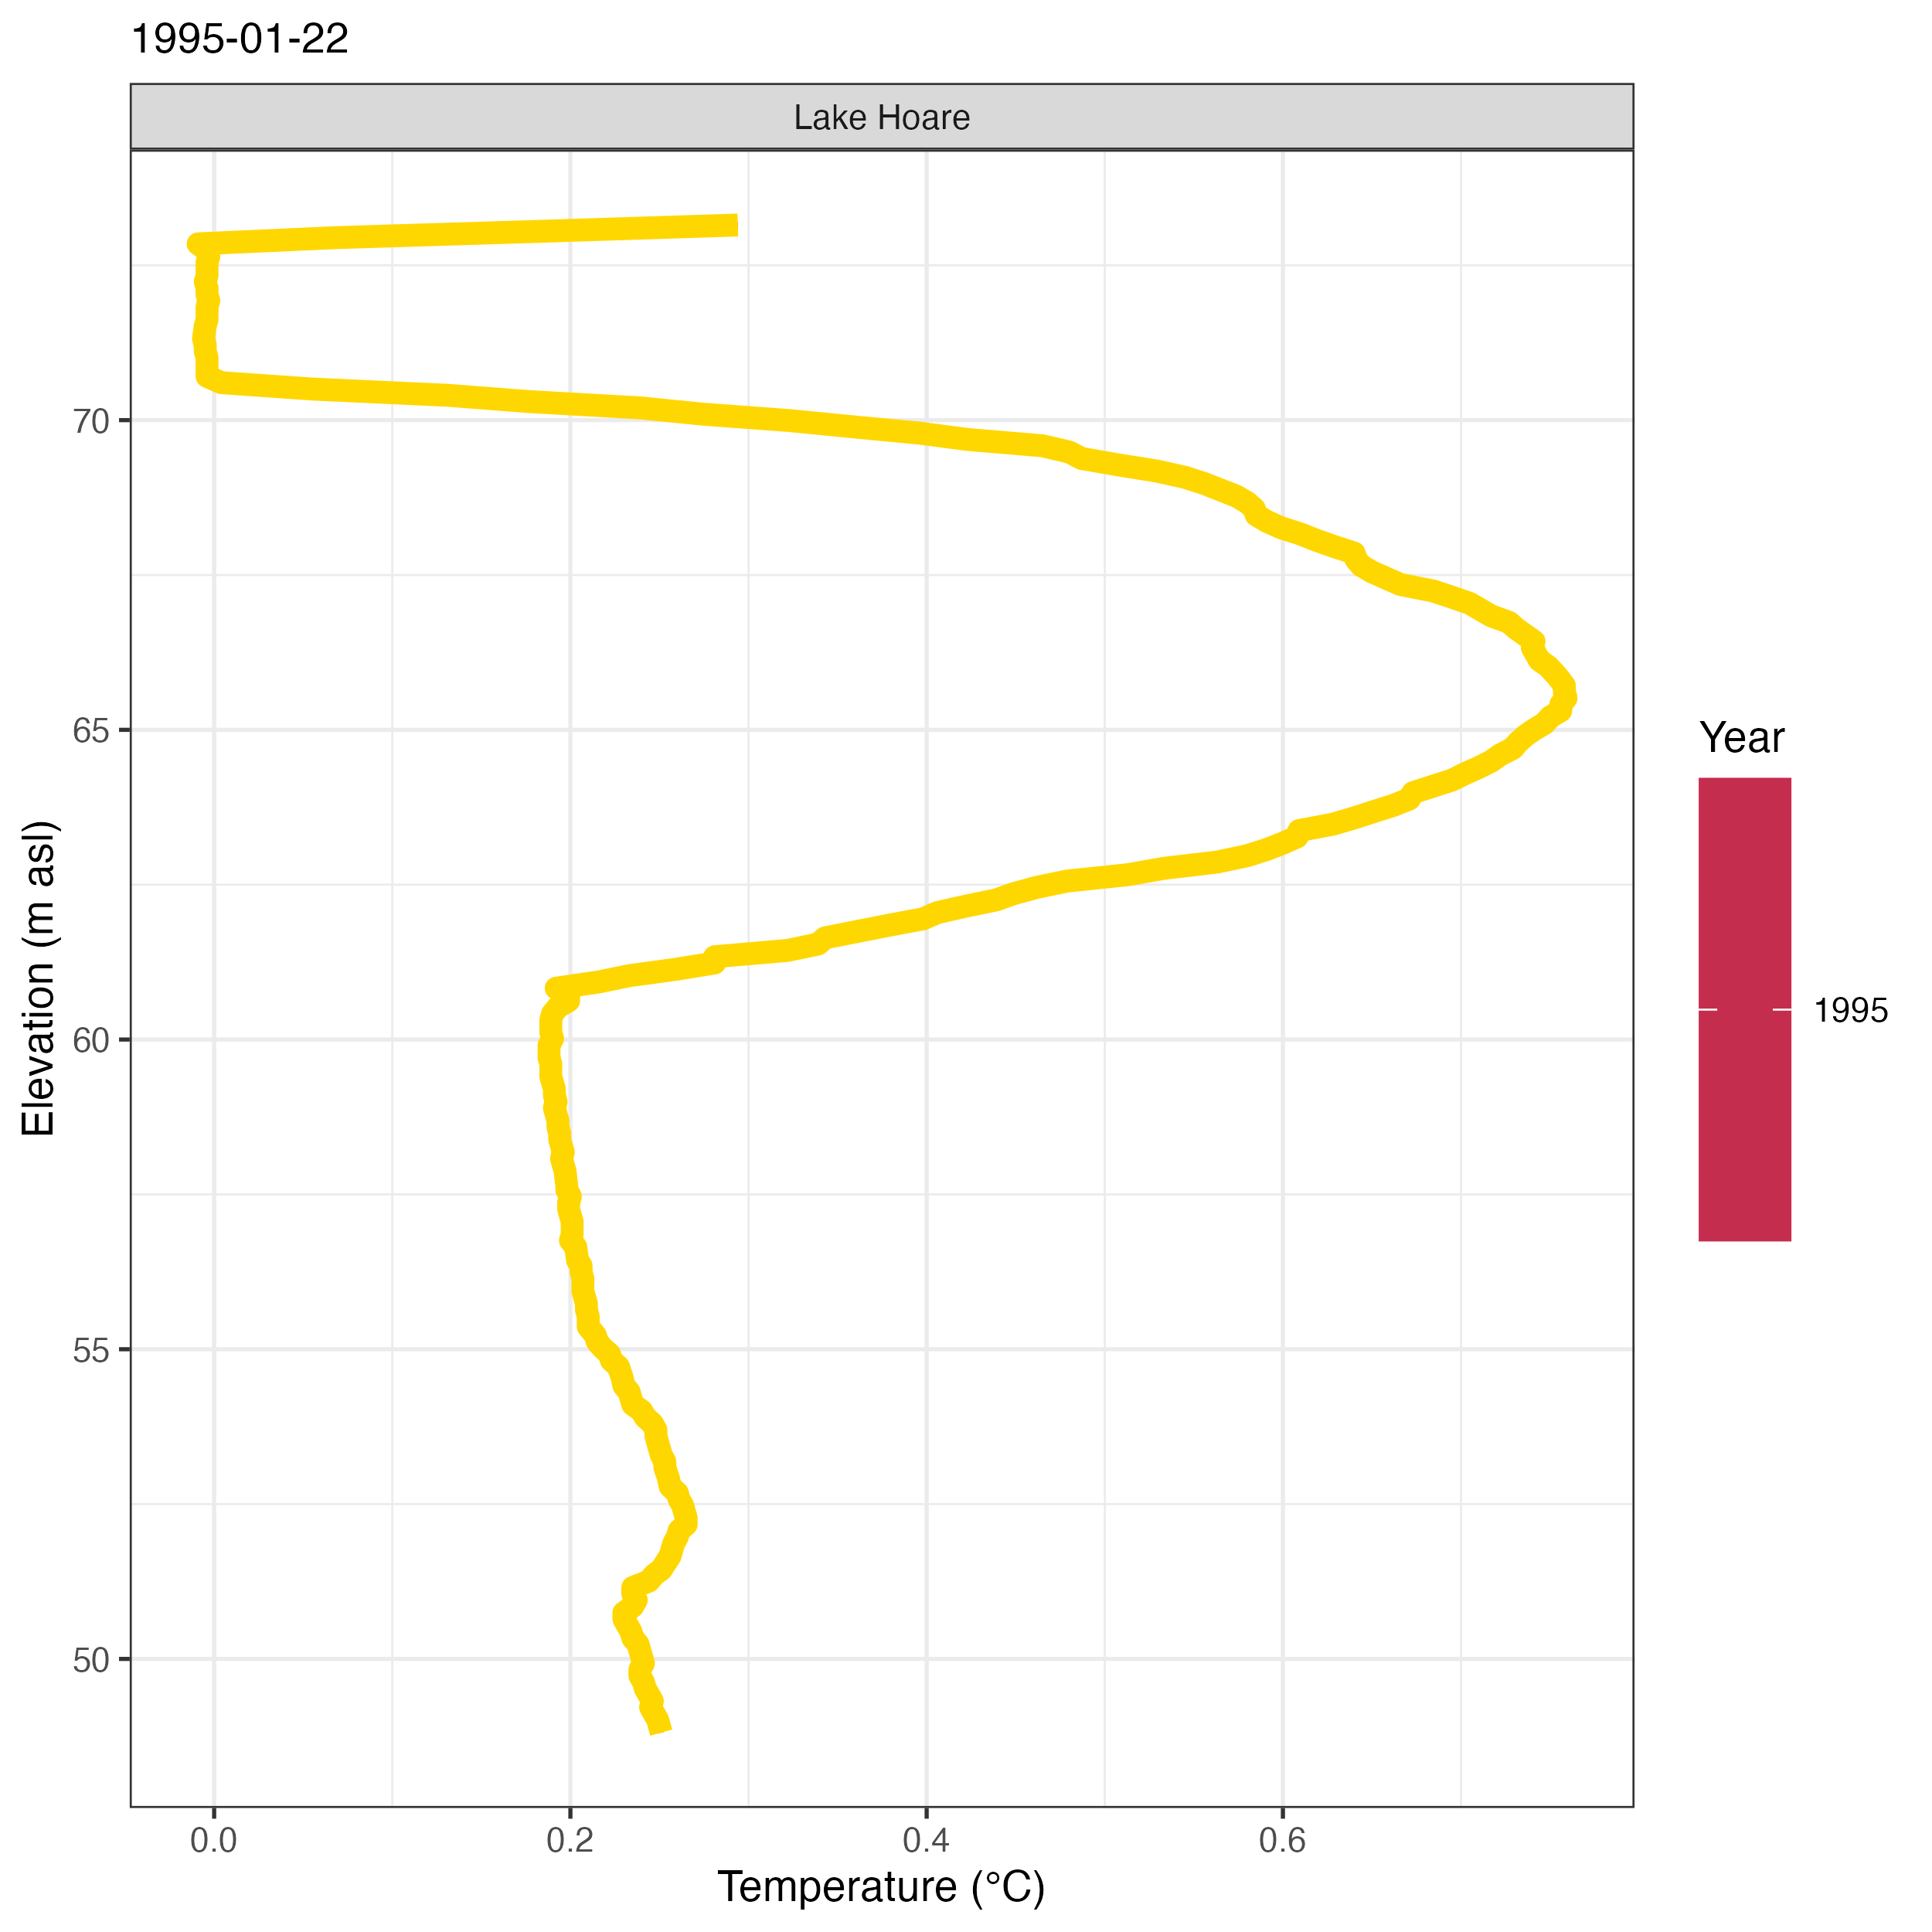 1995-01-22
Lake Hoare
70
65
60
55
50
Elevation (m asl)
0.0 0.2 0.4 0.6
Temperature (°C)
Year
1995